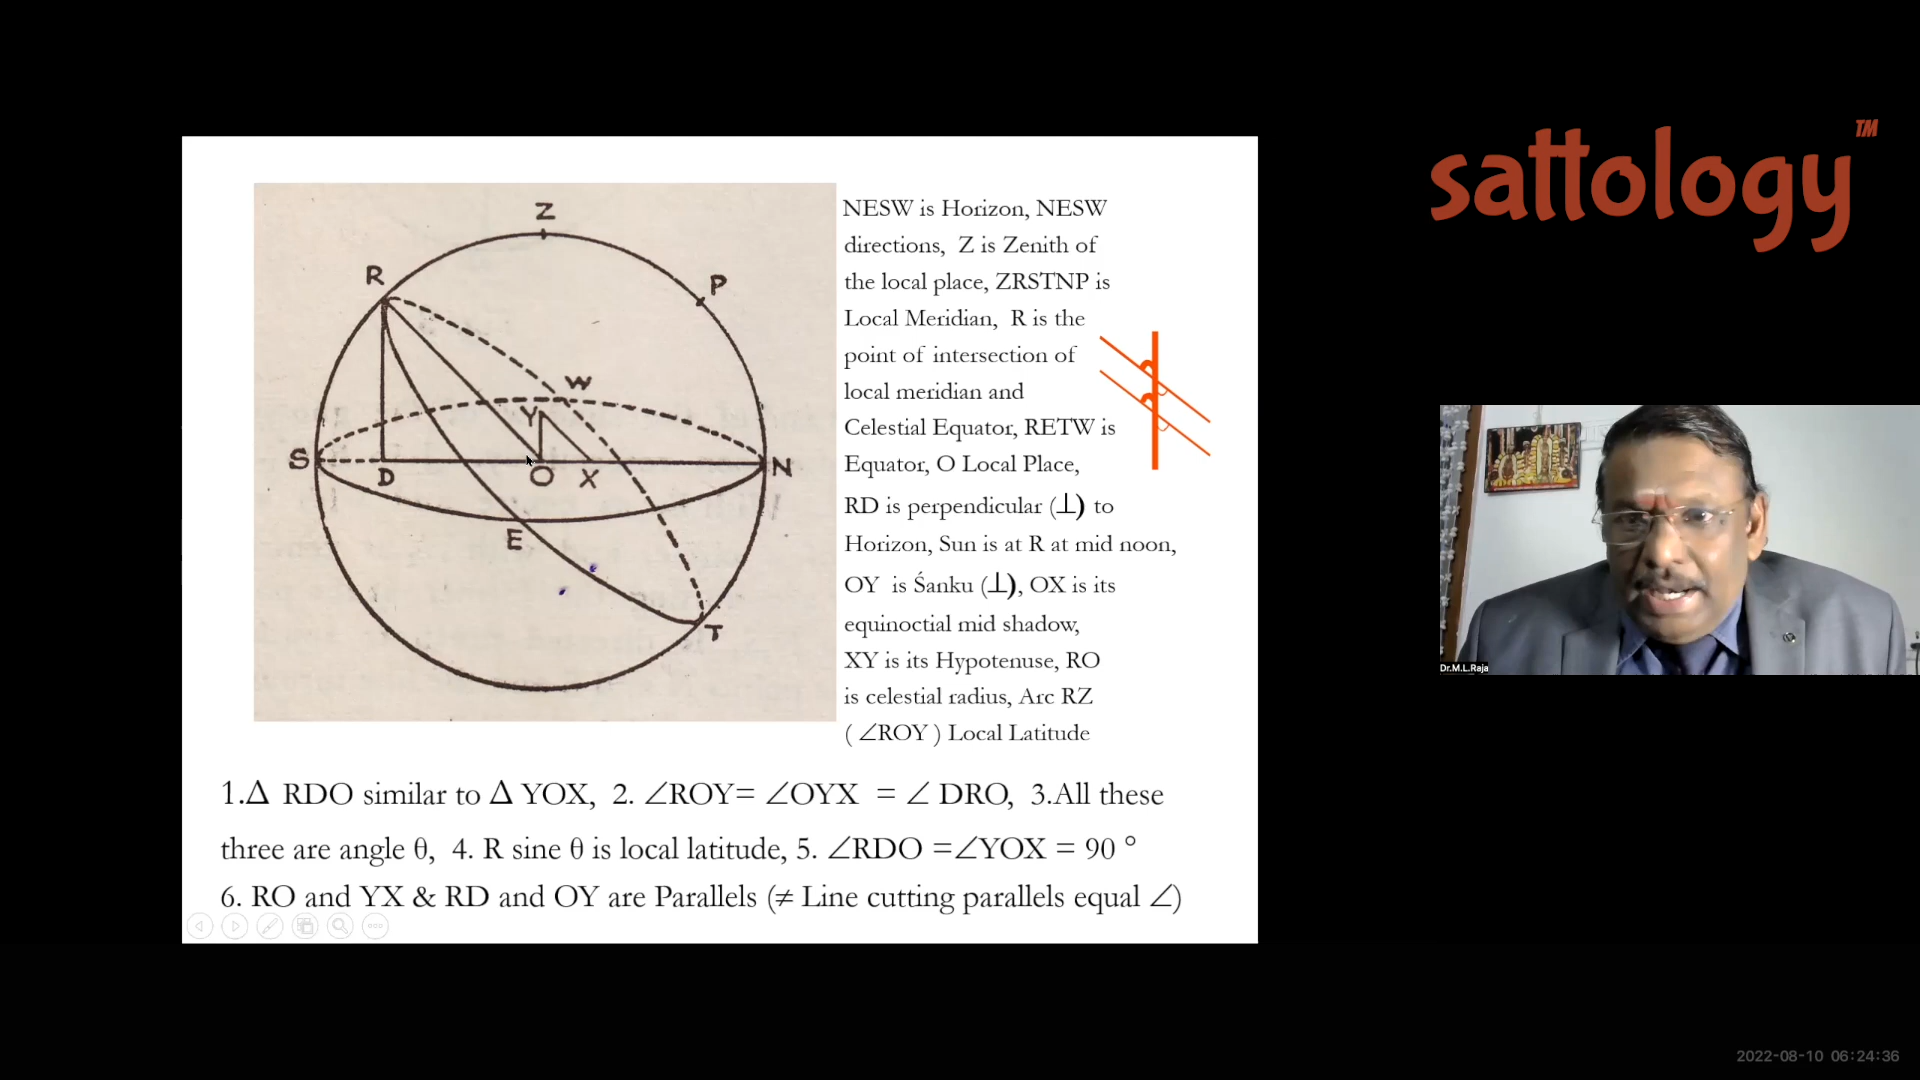 sattology
TM
Z
R
P
W
Y
S
D
O
X
N
E
T
NESW is Horizon, NESW
directions, Z is Zenith of
the local place, ZRSTNP is
Local Meridian, R is the
point of intersection of
local meridian and
Celestial Equator, RETW is
Equator, O Local Place,
RD is perpendicular (⊥) to
Horizon, Sun is at R at mid noon,
OY is Śanku (⊥), OX is its
equinoctial mid shadow,
XY is its Hypotenuse, RO
is celestial radius, Arc RZ
( ∠ROY ) Local Latitude
1.Δ RDO similar to Δ YOX, 2. ∠ROY= ∠OYX = ∠ DRO, 3.All these
three are angle θ, 4. R sine θ is local latitude, 5. ∠RDO =∠YOX = 90 °
6. RO and YX & RD and OY are Parallels (≠ Line cutting parallels equal ∠)
Dr.M.L.Raja
2022-08-10 06:24:36